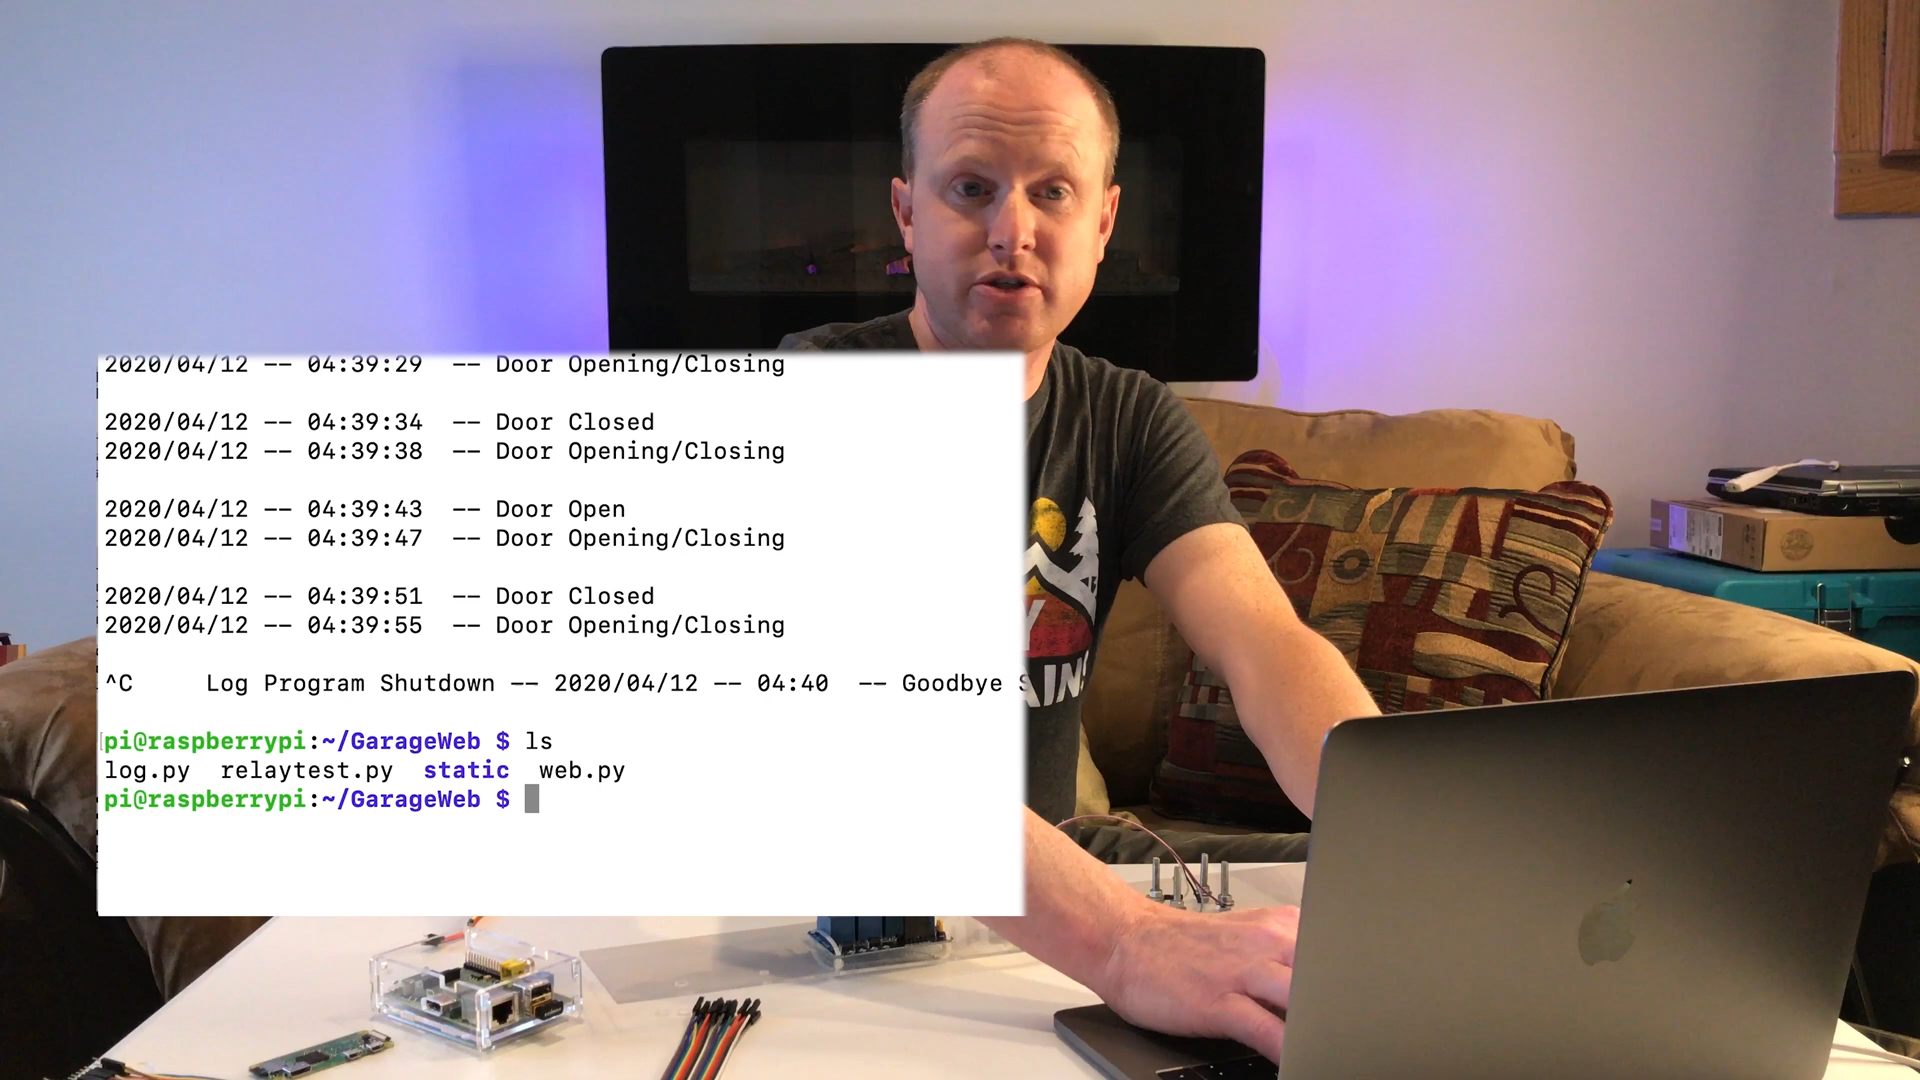 2020/04/12 -- 04:39:29  -- Door Opening/Closing
2020/04/12 -- 04:39:34  -- Door Closed
2020/04/12 -- 04:39:38  -- Door Opening/Closing
2020/04/12 -- 04:39:43  -- Door Open
2020/04/12 -- 04:39:47  -- Door Opening/Closing
2020/04/12 -- 04:39:51  -- Door Closed
2020/04/12 -- 04:39:55  -- Door Opening/Closing
^C     Log Program Shutdown -- 2020/04/12 -- 04:40  -- Goodbye
pi@raspberrypi:~/GarageWeb $ ls
log.py  relaytest.py  static  web.py
pi@raspberrypi:~/GarageWeb $